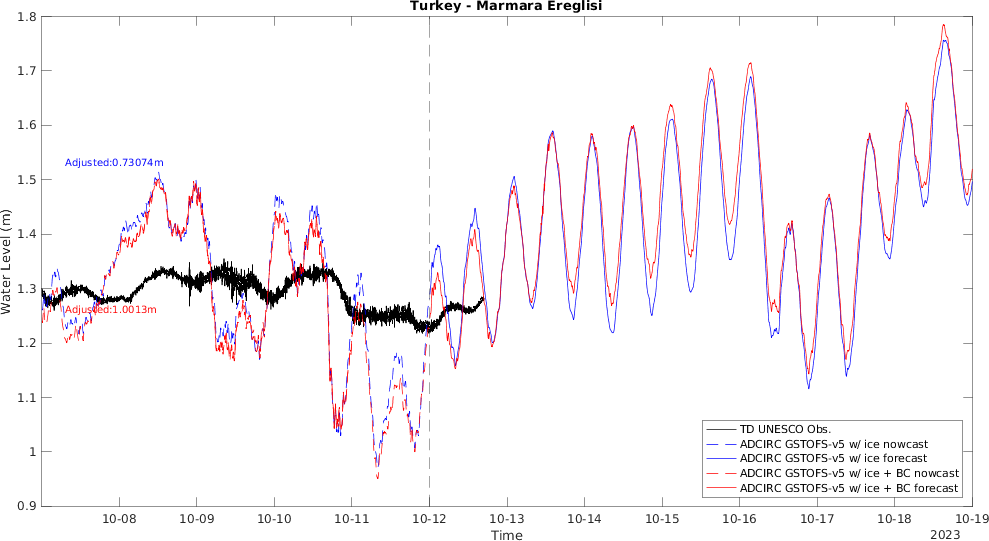 Turkey - Marmara Ereglisi
1.8
1.7
1.6
1.5
1.4
1.3
1.2
1.1
1
0.9
Water Level (m)
Adjusted:0.73074m
Adjusted:1.0013m
TD UNESCO Obs.
ADCIRC GSTOFS-v5 w/ ice nowcast
ADCIRC GSTOFS-v5 w/ ice forecast
ADCIRC GSTOFS-v5 w/ ice + BC nowcast
ADCIRC GSTOFS-v5 w/ ice + BC forecast
10-08 10-09 10-10 10-11 10-12 10-13 10-14 10-15 10-16 10-17 10-18 10-19
Time
2023